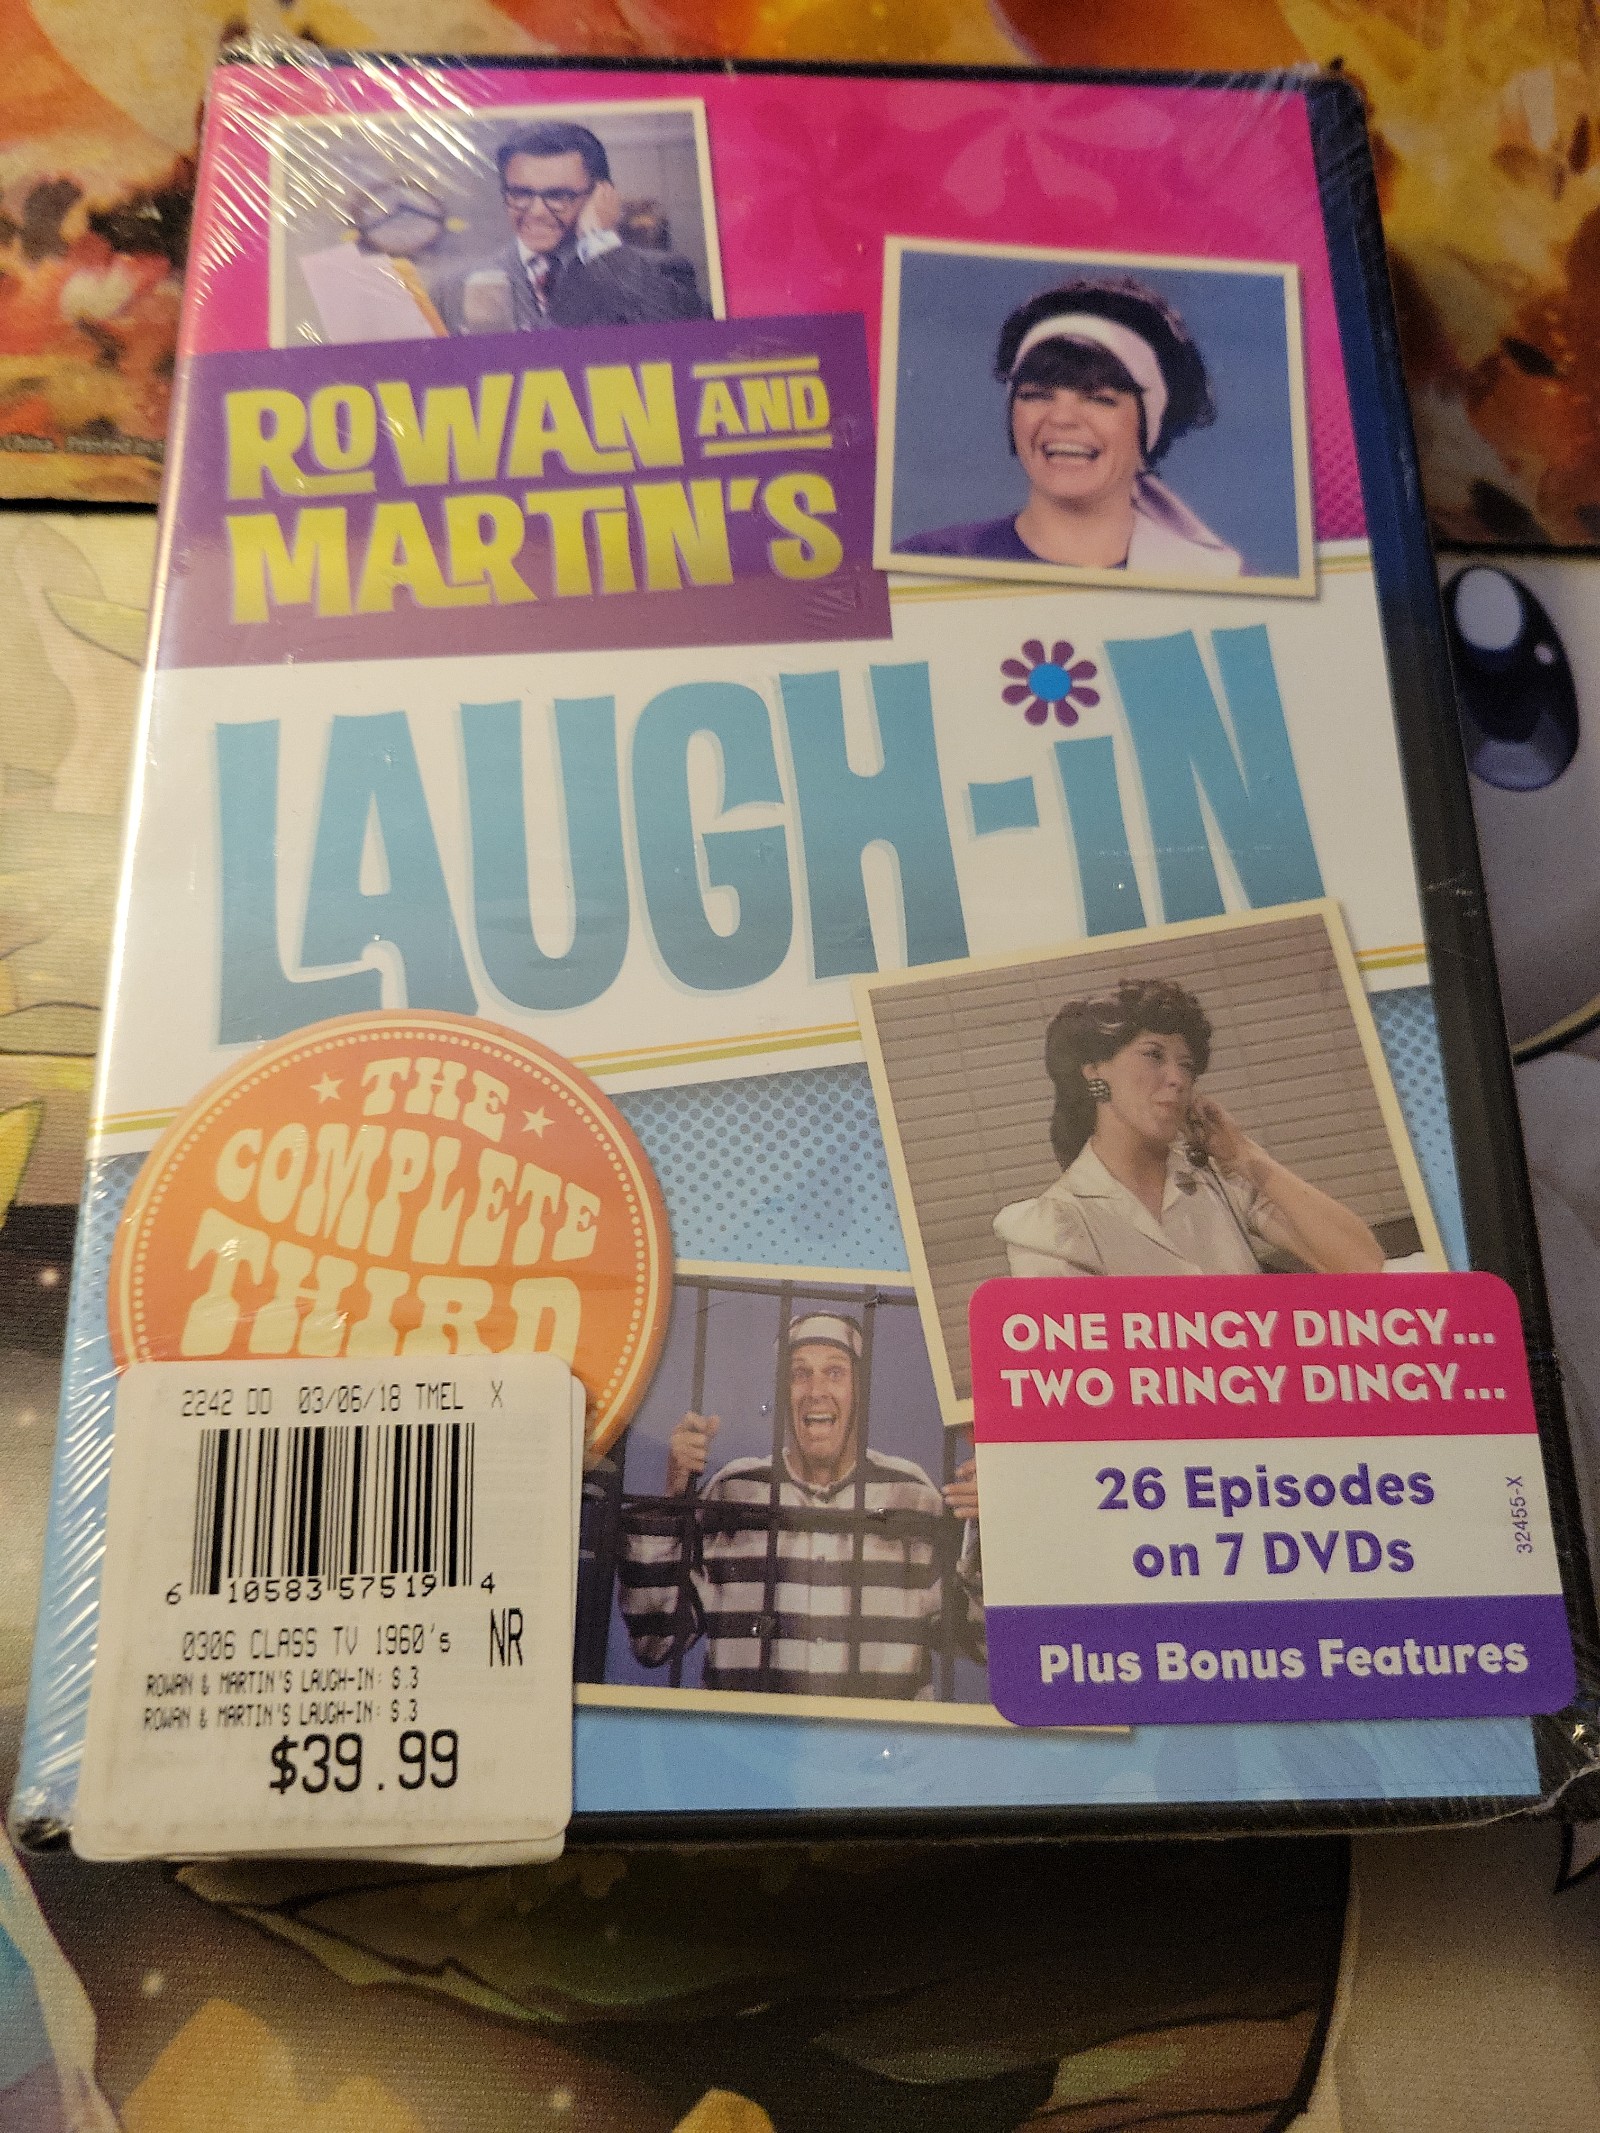 ROWAN AND
MARTIN'S
LAUGH-iN
THE
COMPLETE
THIRD
2242 DD 03/06/18 TMEL X
6 10583 57519 4
0306 CLASS TV 1960's NR
ROWAN & MARTIN'S LAUGH-IN: S.3
ROWAN & MARTIN'S LAUGH-IN: S.3
$39.99
ONE RINGY DINGY...
TWO RINGY DINGY...
26 Episodes
on 7 DVDs
32455-X
Plus Bonus Features